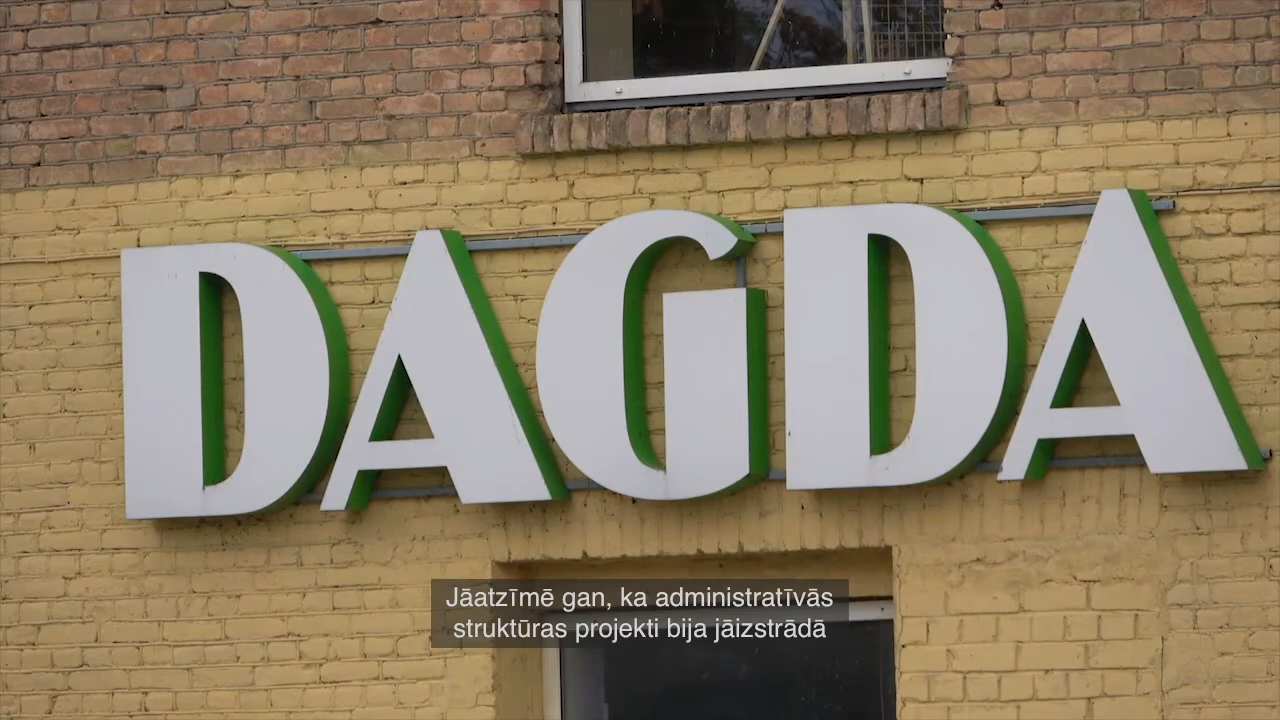 DAGDA
Jāatzīmē gan, ka administratīvās
struktūras projekti bija jāizstrādā